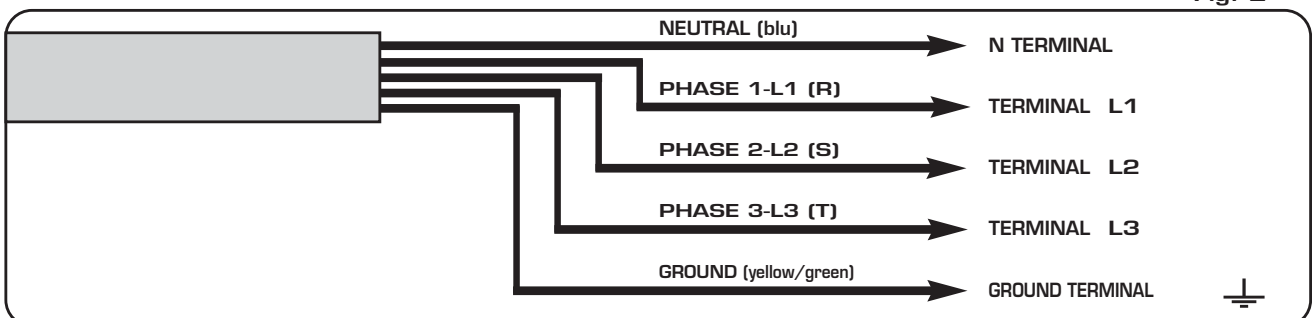 NEUTRAL (blu)
N TERMINAL
PHASE 1-L1 (R)
TERMINAL L1
PHASE 2-L2 (S)
TERMINAL L2
PHASE 3-L3 (T)
TERMINAL L3
GROUND (yellow/green)
GROUND TERMINAL